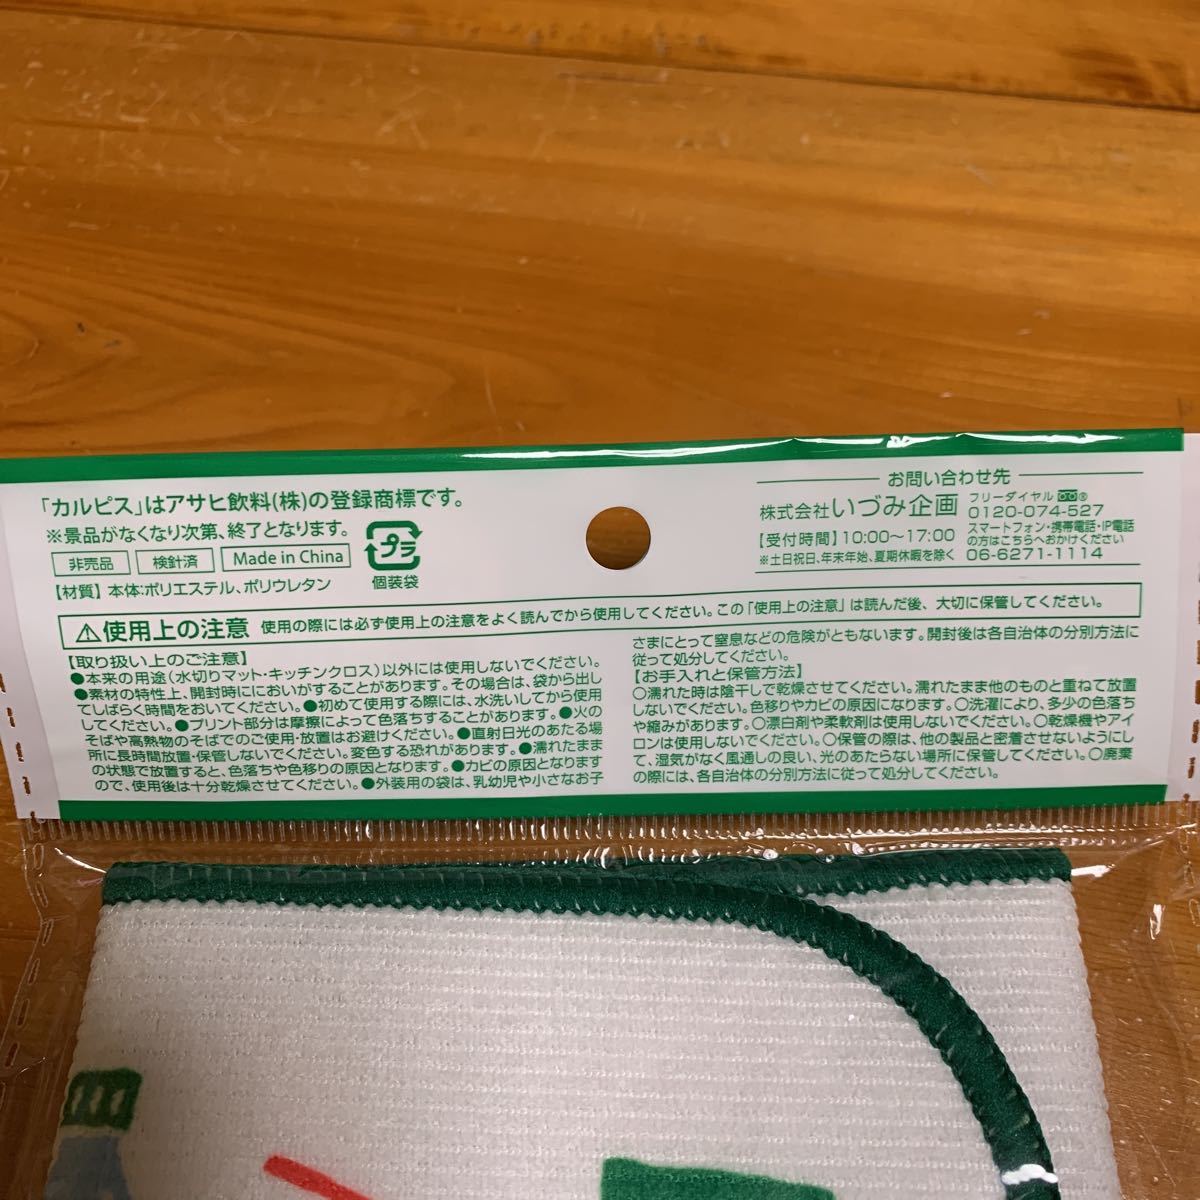 「カルピス」はアサヒ飲料(株)の登録商標です。
※景品がなくなり次第、終了となります。
非売品 検針済 Made in China
プラ
個装袋
【材質】本体:ポリエステル、ポリウレタン
お問い合わせ先
株式会社いづみ企画
【受付時間】10:00〜17:00
※土日祝日、年末年始、夏期休暇を除く
フリーダイヤル
0120-074-527
スマートフォン・携帯電話・IP電話
の方はこちらへおかけください
06-6271-1114
⚠使用上の注意 使用の際には必ず使用上の注意をよく読んでから使用してください。この「使用上の注意」は読んだ後、大切に保管してください。
【取り扱い上のご注意】
●本来の用途(水切りマット・キッチンクロス)以外には使用しないでください。
●素材の特性上、開封時ににおいがすることがあります。その場合は、袋から出し
てしばらく時間をおいてください。●初めて使用する際には、水洗いしてから使用
してください。●プリント部分は摩擦によって色落ちすることがあります。●火の
そばや高熱物のそばでのご使用・放置はお避けください。●直射日光のあたる場
所に長時間放置・保管しないでください。変色する恐れがあります。●濡れたまま
の状態で放置すると、色落ちや色移りの原因となります。●カビの原因となります
ので、使用後は十分乾燥させてください。●外装用の袋は、乳幼児や小さなお子
さまにとって窒息などの危険がともないます。開封後は各自治体の分別方法に
従って処分してください。
【お手入れと保管方法】
○濡れた時は陰干しで乾燥させてください。濡れたまま他のものと重ねて放置
しないでください。色移りやカビの原因になります。○洗濯により、多少の色落ち
や縮みがあります。○漂白剤や柔軟剤は使用しないでください。○乾燥機やアイ
ロンは使用しないでください。○保管の際は、他の製品と密着させないようにし
て、湿気がなく風通しの良い、光のあたらない場所に保管してください。○廃棄
の際には、各自治体の分別方法に従って処分してください。